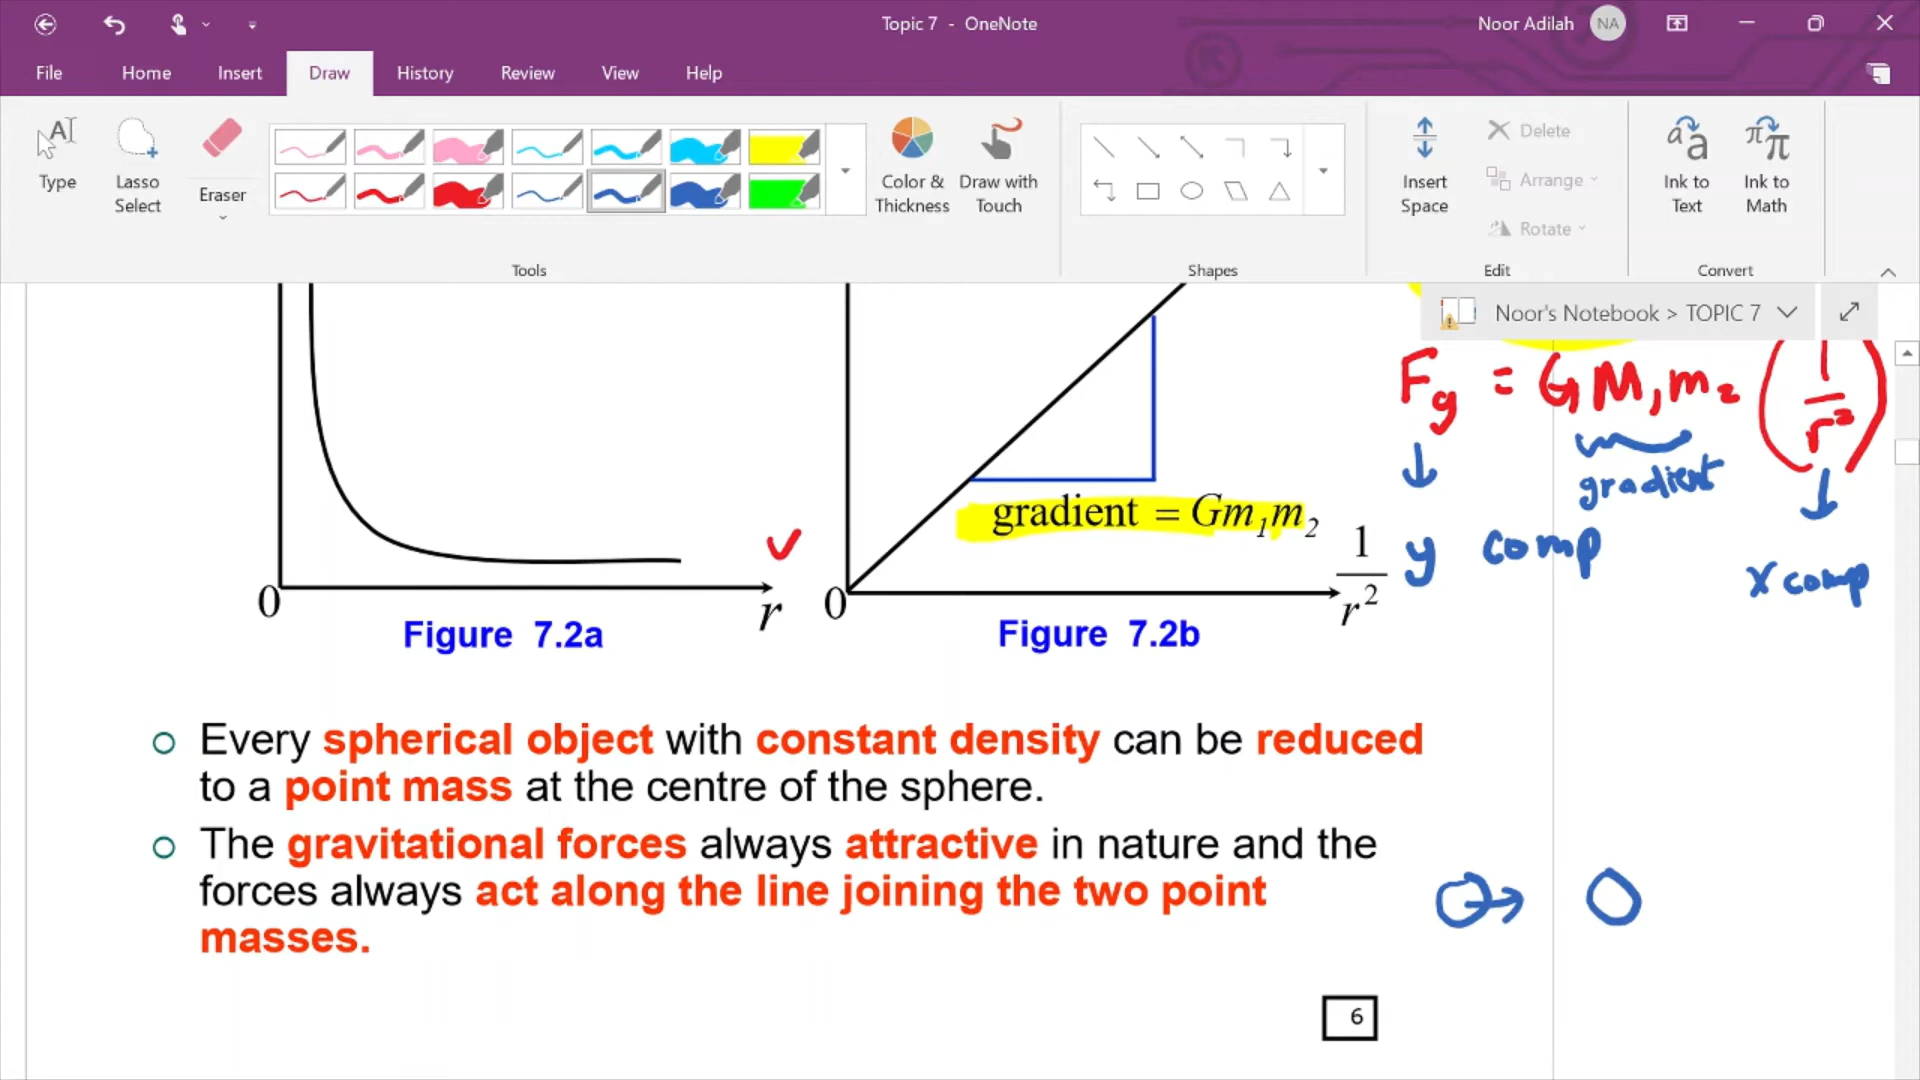 Topic 7 - OneNote
Noor Adilah NA
File Home Insert Draw History Review View Help
Type
Lasso Select
Eraser
Color & Thickness
Draw with Touch
Insert Space
Delete
Arrange
Rotate
Ink to Text
Ink to Math
Tools
Shapes
Edit
Convert
Noor's Notebook > TOPIC 7
Fg = G M1 m2 (1/r²)
gradient
y comp
x comp
gradient = Gm1m2
1/r²
0 r
0
Figure 7.2a
Figure 7.2b
Every spherical object with constant density can be reduced
to a point mass at the centre of the sphere.
The gravitational forces always attractive in nature and the
forces always act along the line joining the two point
masses.
6